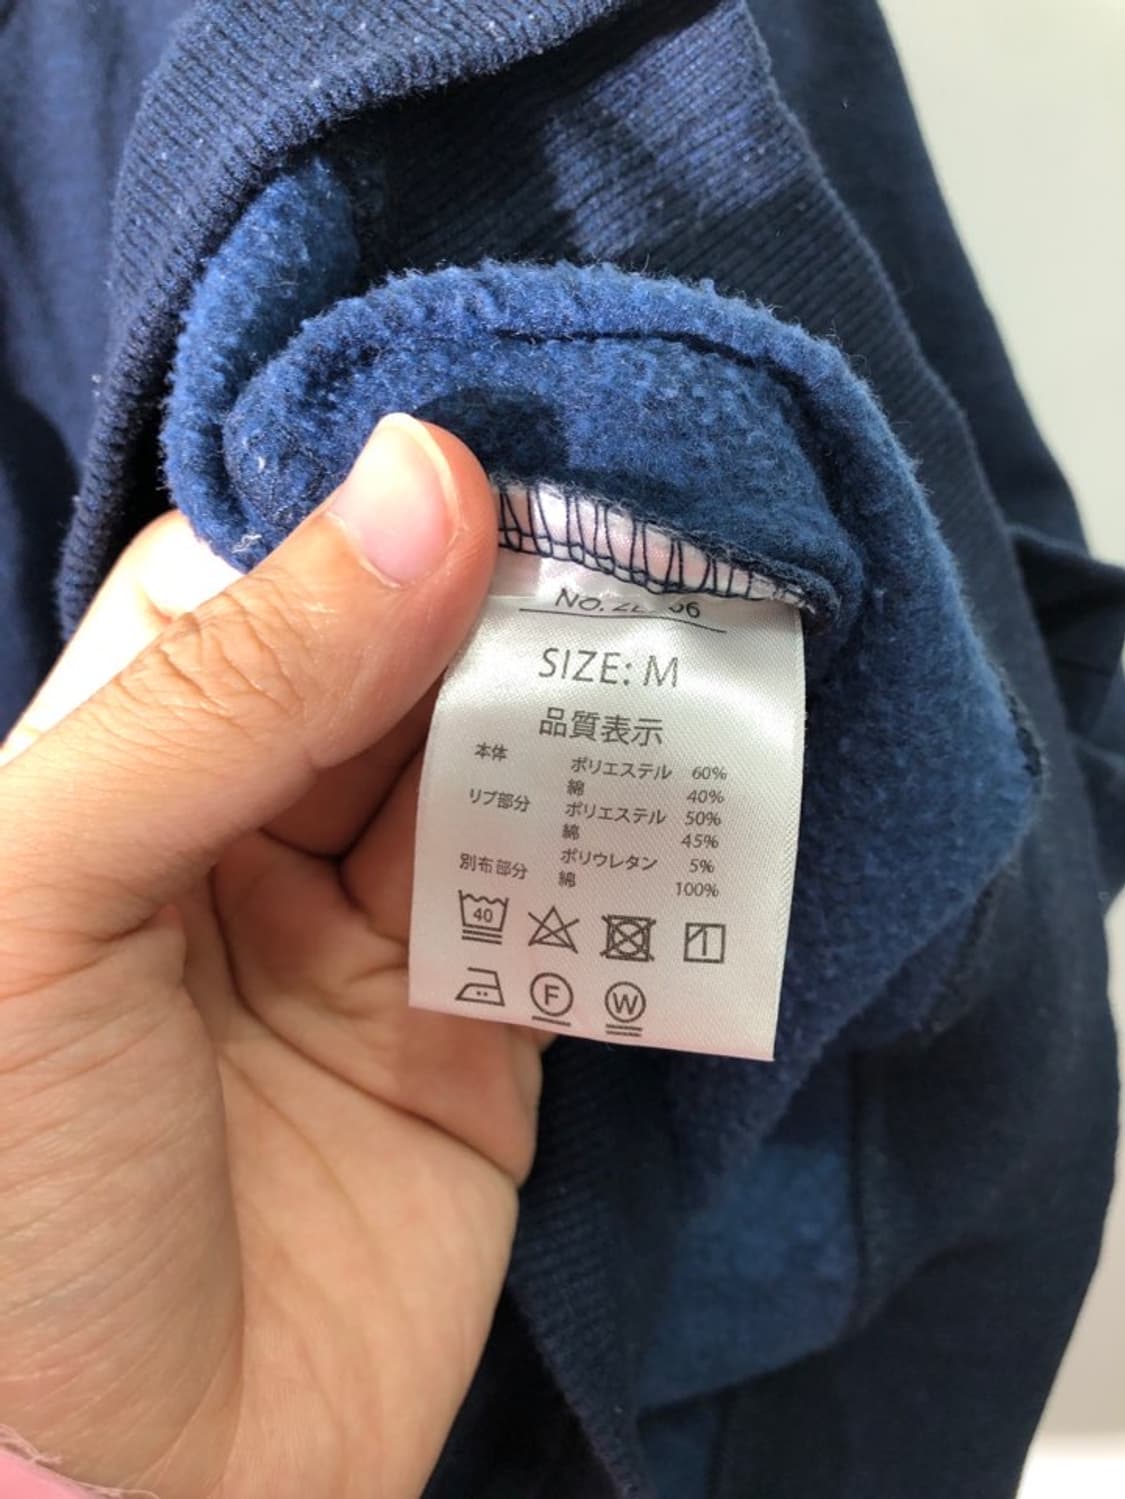 No.
SIZE: M
品質表示
本体 ポリエステル 60%
綿 40%
リブ部分 ポリエステル 50%
綿 45%
ポリウレタン 5%
別布部分 綿 100%
40
F W